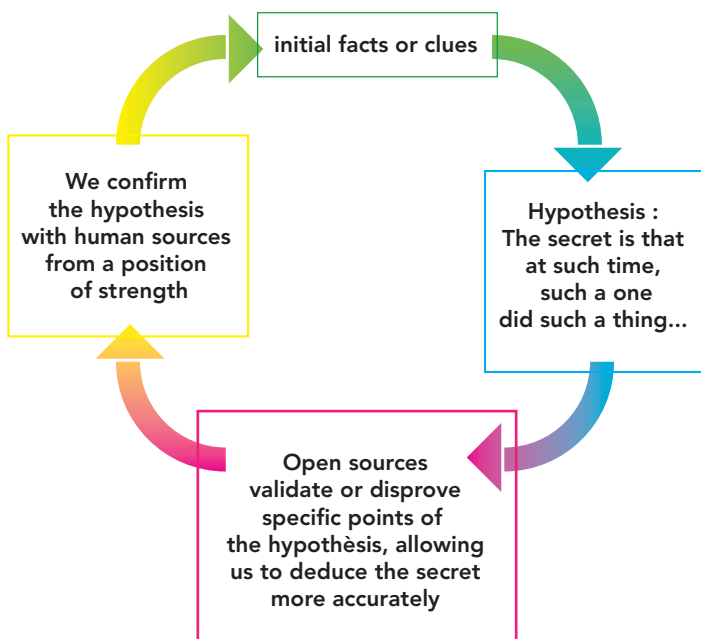 initial facts or clues
Hypothesis :
The secret is that
at such time,
such a one
did such a thing...
Open sources
validate or disprove
specific points of
the hypothèsis, allowing
us to deduce the secret
more accurately
We confirm
the hypothesis
with human sources
from a position
of strength